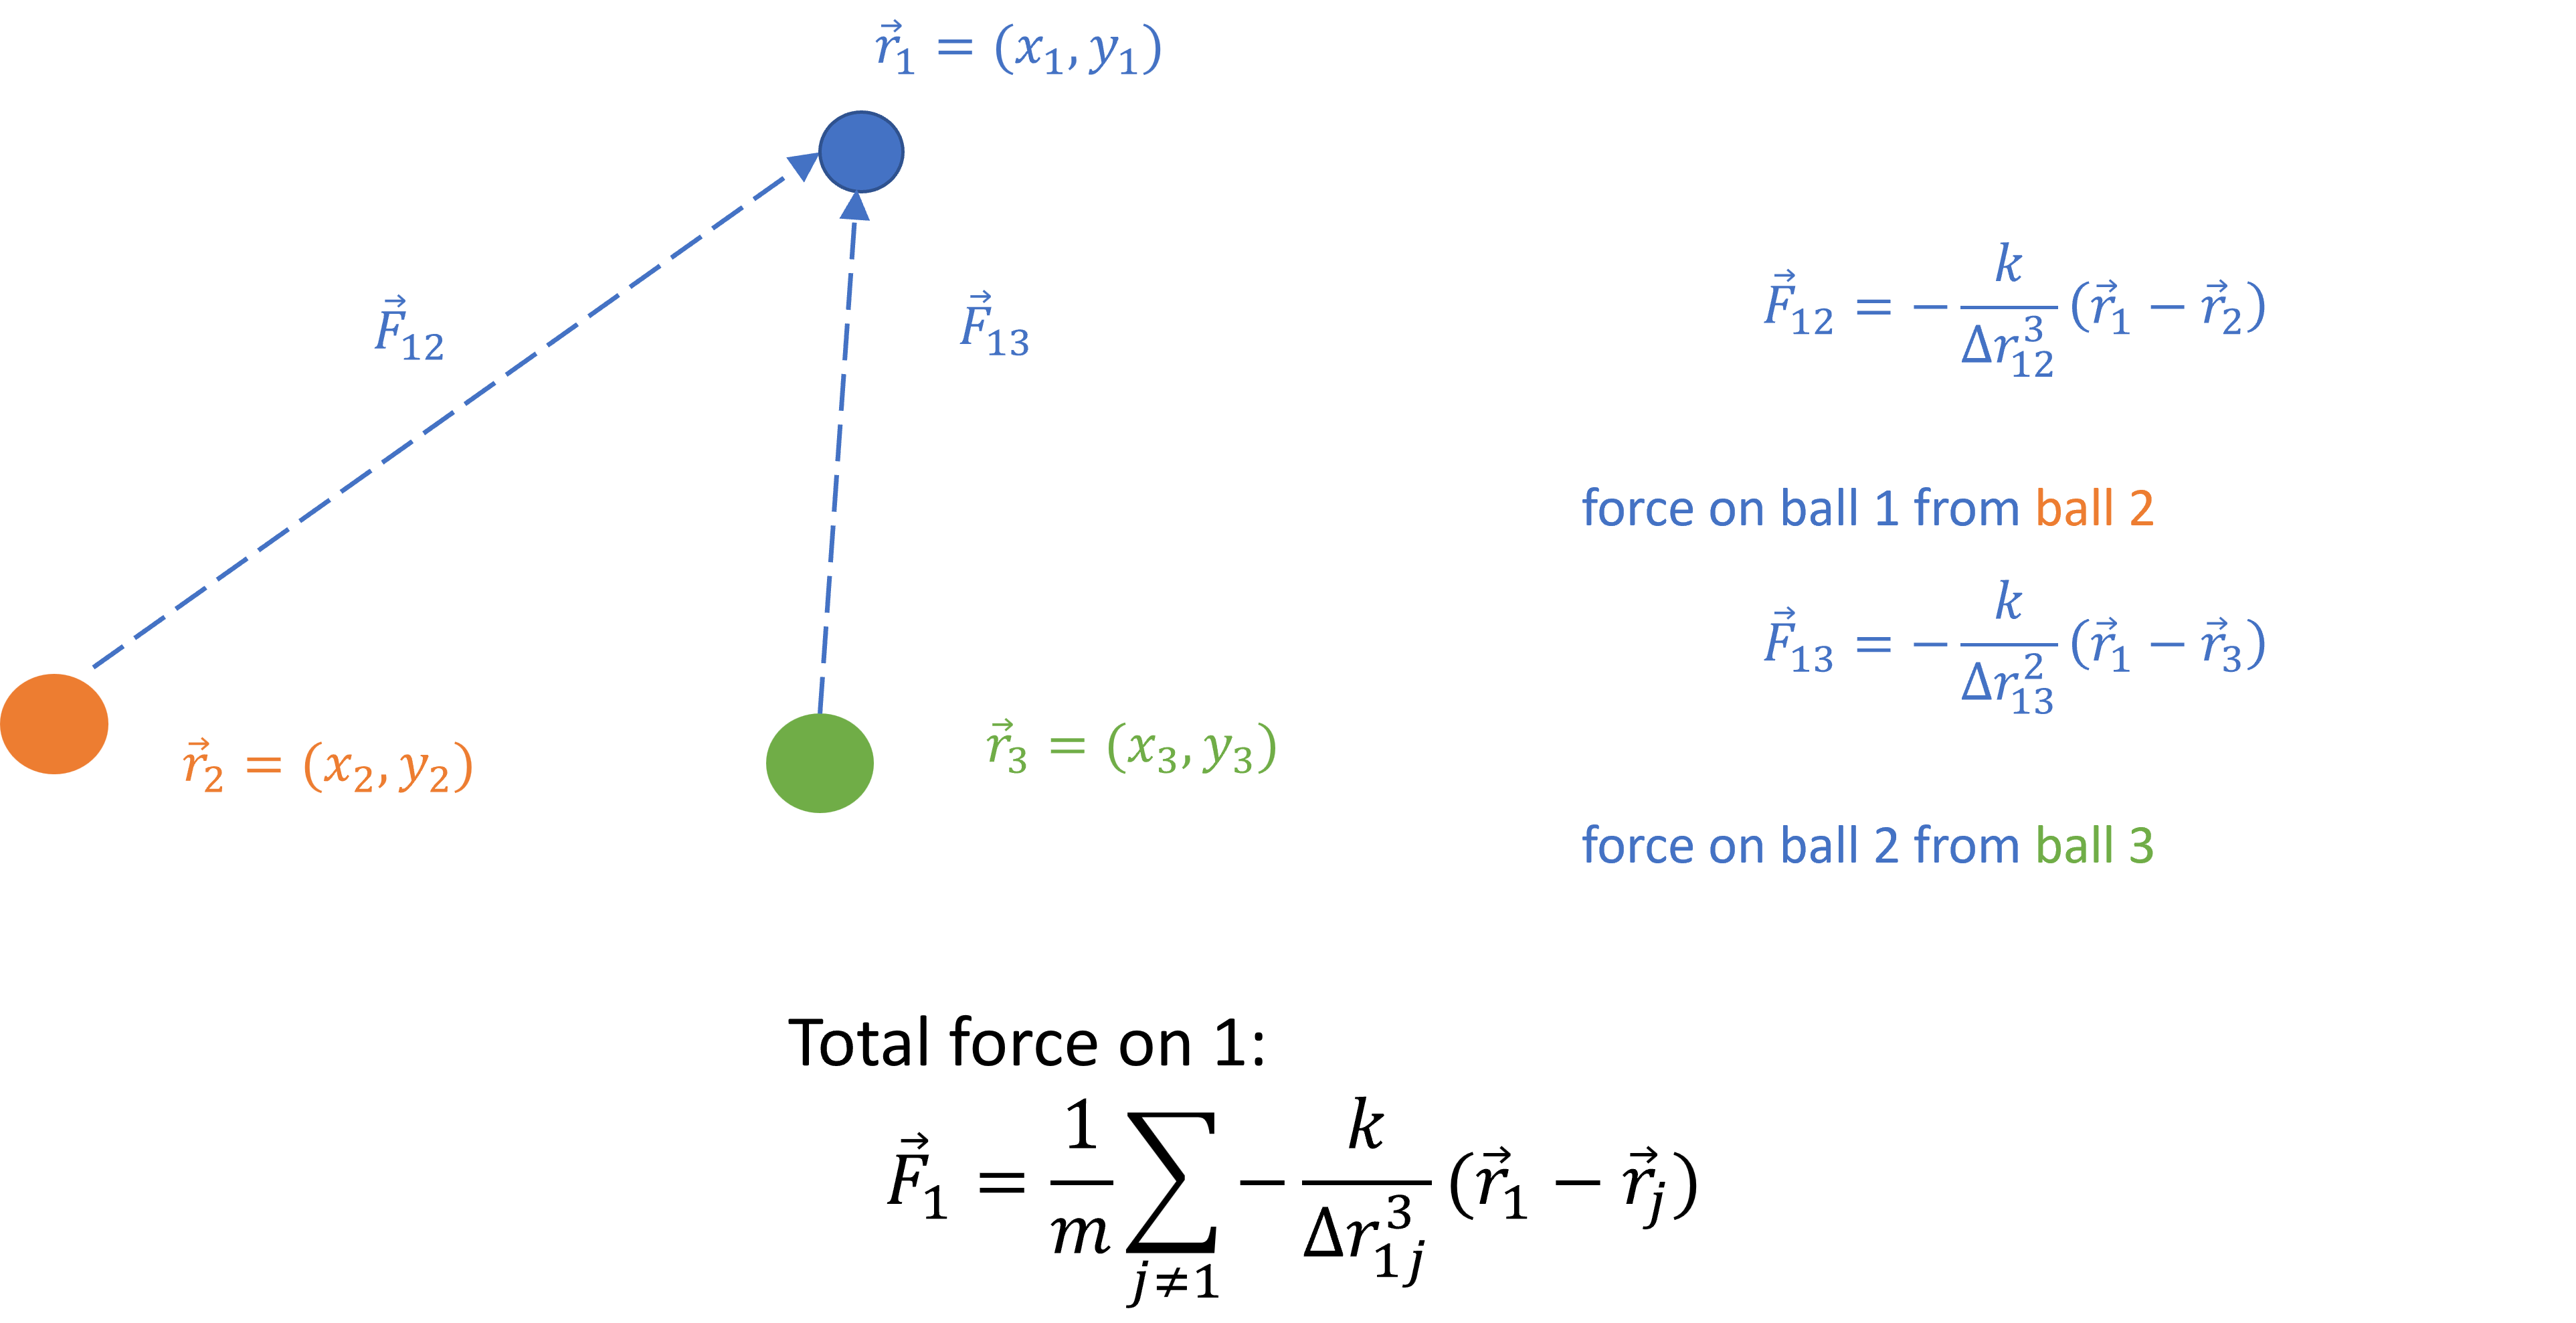 $\vec{r}_1 = (x_1, y_1)$
$\vec{F}_{12}$
$\vec{F}_{13}$
$\vec{r}_2 = (x_2, y_2)$
$\vec{r}_3 = (x_3, y_3)$
$\vec{F}_{12} = -\frac{k}{\Delta r_{12}^3}(\vec{r}_1 - \vec{r}_2)$
force on ball 1 from ball 2
$\vec{F}_{13} = -\frac{k}{\Delta r_{13}^2}(\vec{r}_1 - \vec{r}_3)$
force on ball 2 from ball 3
Total force on 1:
$\vec{F}_1 = \frac{1}{m}\sum_{j \neq 1} -\frac{k}{\Delta r_{1j}^3}(\vec{r}_1 - \vec{r}_j)$